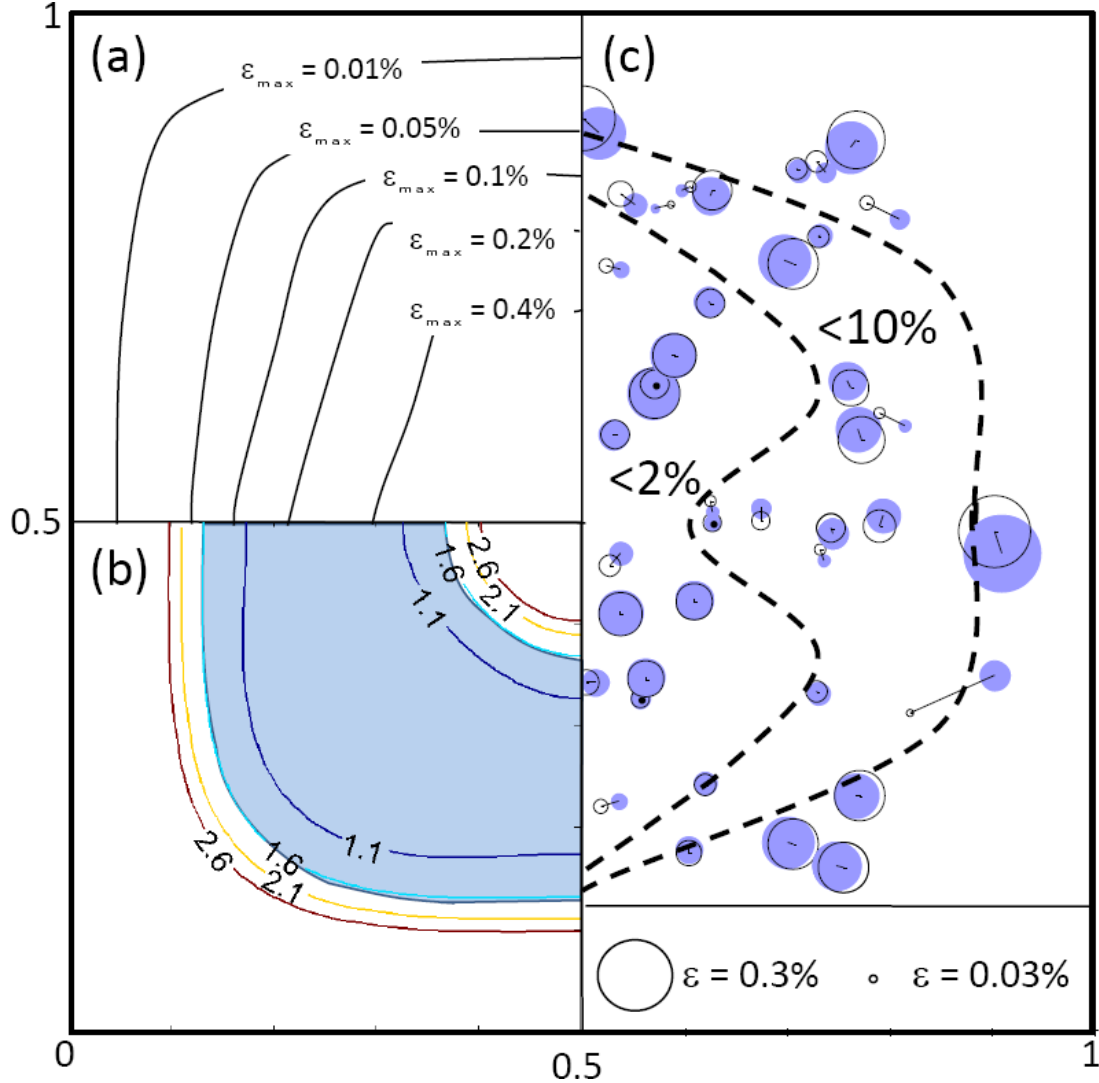 1
(a)
(c)
εmax = 0.01%
εmax = 0.05%
εmax = 0.1%
εmax = 0.2%
εmax = 0.4%
<10%
<2%
0.5
(b)
2.6
1.6
2.1
1.1
1.1
1.6
2.6
2.1
ε = 0.3%
ε = 0.03%
0
0.5
1